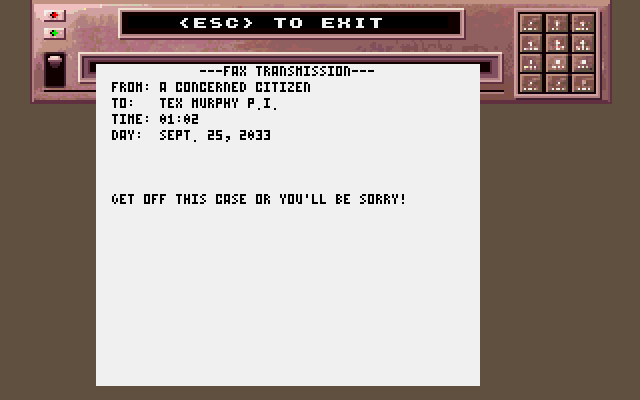 <ESC> TO EXIT
---FAX TRANSMISSION---
FROM: A CONCERNED CITIZEN
TO: TEX MURPHY P.I.
TIME: 01:02
DAY: SEPT. 25, 2033
GET OFF THIS CASE OR YOU'LL BE SORRY!